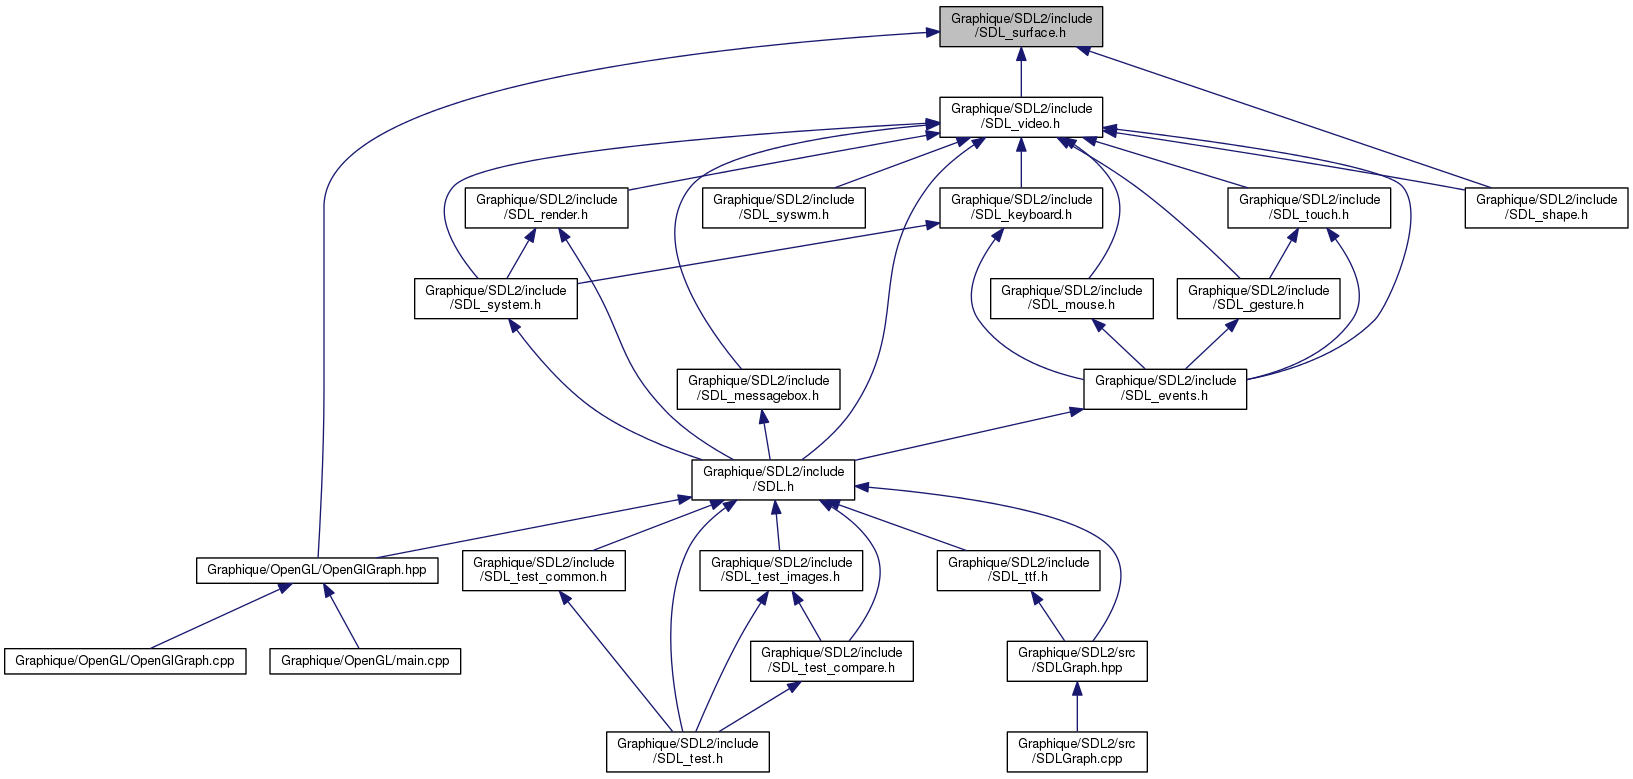 Graphique/SDL2/include
/SDL_surface.h
Graphique/SDL2/include
/SDL_video.h
Graphique/SDL2/include
/SDL_render.h
Graphique/SDL2/include
/SDL_syswm.h
Graphique/SDL2/include
/SDL_keyboard.h
Graphique/SDL2/include
/SDL_touch.h
Graphique/SDL2/include
/SDL_shape.h
Graphique/SDL2/include
/SDL_system.h
Graphique/SDL2/include
/SDL_mouse.h
Graphique/SDL2/include
/SDL_gesture.h
Graphique/SDL2/include
/SDL_messagebox.h
Graphique/SDL2/include
/SDL_events.h
Graphique/SDL2/include
/SDL.h
Graphique/OpenGL/OpenGlGraph.hpp
Graphique/SDL2/include
/SDL_test_common.h
Graphique/SDL2/include
/SDL_test_images.h
Graphique/SDL2/include
/SDL_ttf.h
Graphique/OpenGL/OpenGlGraph.cpp
Graphique/OpenGL/main.cpp
Graphique/SDL2/include
/SDL_test_compare.h
Graphique/SDL2/src
/SDLGraph.hpp
Graphique/SDL2/include
/SDL_test.h
Graphique/SDL2/src
/SDLGraph.cpp